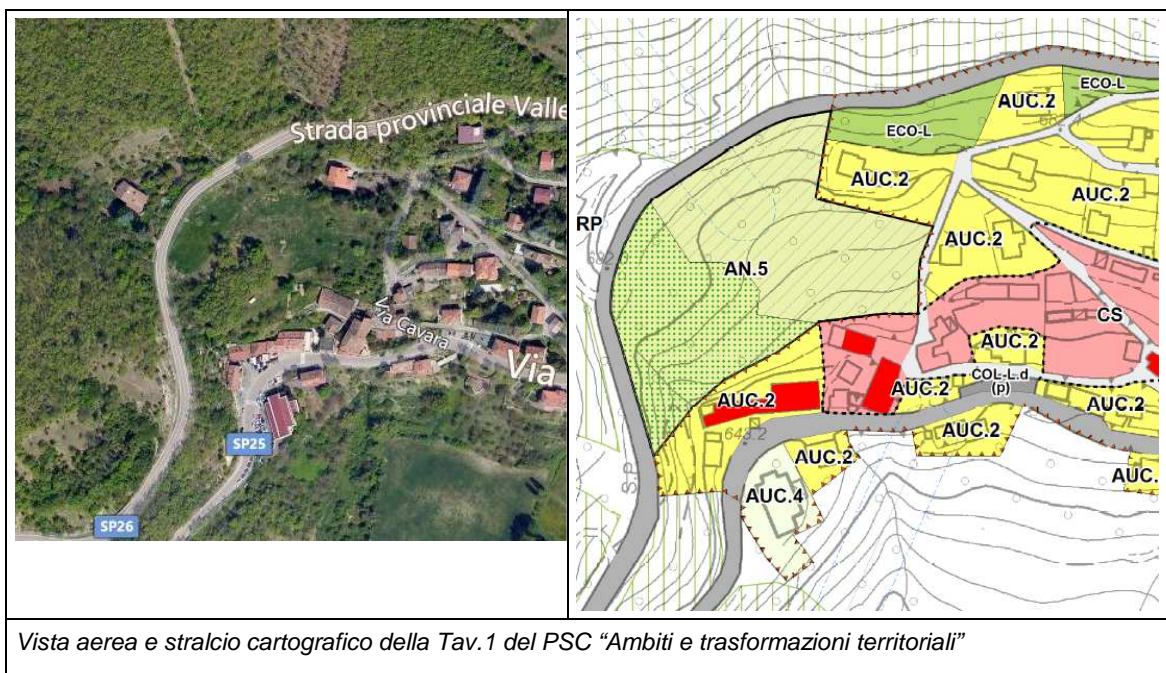 Strada provinciale Valle
Via Cavara
Via
SP25
SP26
ECO-L
AUC.2
ECO-L
AUC.2
AUC.2
RP
AN.5
AUC.2
CS
AUC.2
COL-L.d
(p)
AUC.2
AUC.2
AUC.2
643.2
AUC.2
AUC.2
AUC.
AUC.4
S.P.
Vista aerea e stralcio cartografico della Tav.1 del PSC “Ambiti e trasformazioni territoriali”